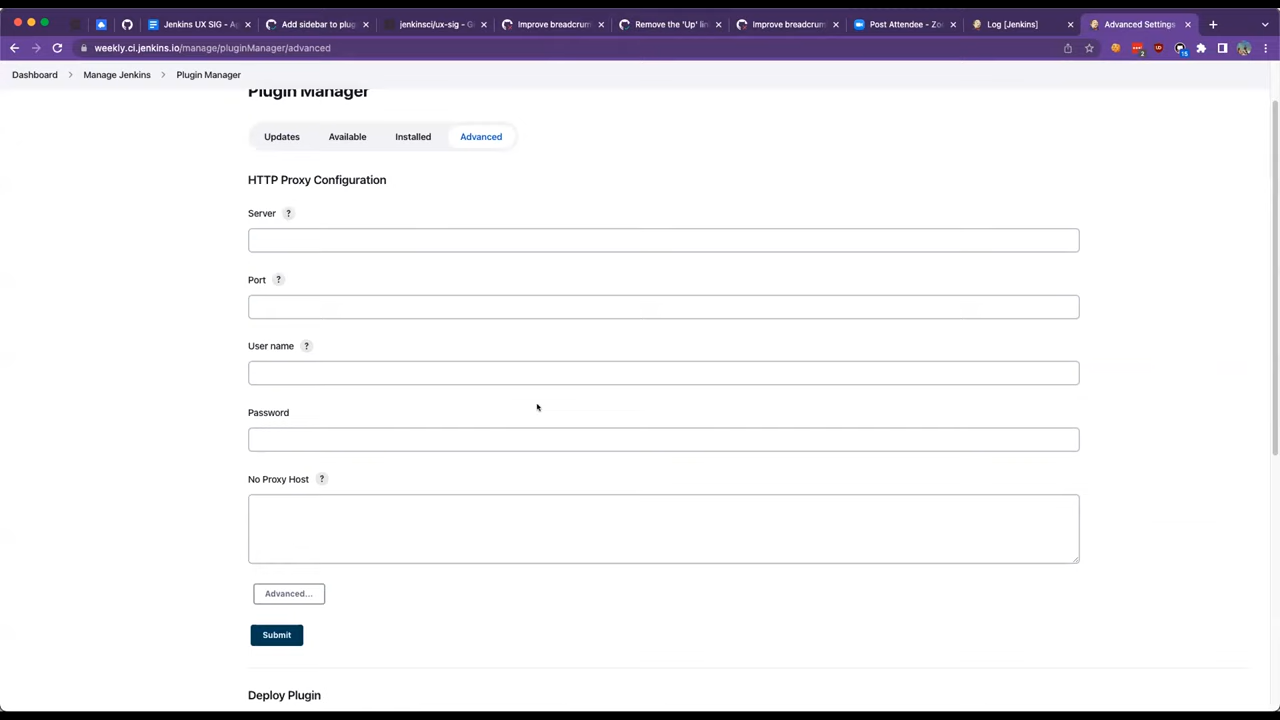 Jenkins UX SIG - Ag
Add sidebar to plug
jenkinsci/ux-sig - G
Improve breadcrum
Remove the 'Up' lin
Improve breadcrum
Post Attendee - Zo
Log [Jenkins]
Advanced Settings
weekly.ci.jenkins.io/manage/pluginManager/advanced
Dashboard
Manage Jenkins
Plugin Manager
Plugin Manager
Updates
Available
Installed
Advanced
HTTP Proxy Configuration
Server ?
Port ?
User name ?
Password
No Proxy Host ?
Advanced...
Submit
Deploy Plugin